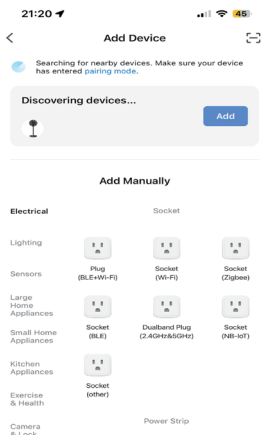 21:20
45
Add Device
Searching for nearby devices. Make sure your device
has entered pairing mode.
Discovering devices...
Add
Add Manually
Electrical
Socket
Lighting
Plug
(BLE+Wi-Fi)
Socket
(Wi-Fi)
Socket
(Zigbee)
Sensors
Large
Home
Appliances
Socket
(BLE)
Dualband Plug
(2.4GHz&5GHz)
Socket
(NB-IoT)
Small Home
Appliances
Kitchen
Appliances
Socket
(other)
Exercise
& Health
Power Strip
Camera
& Lock